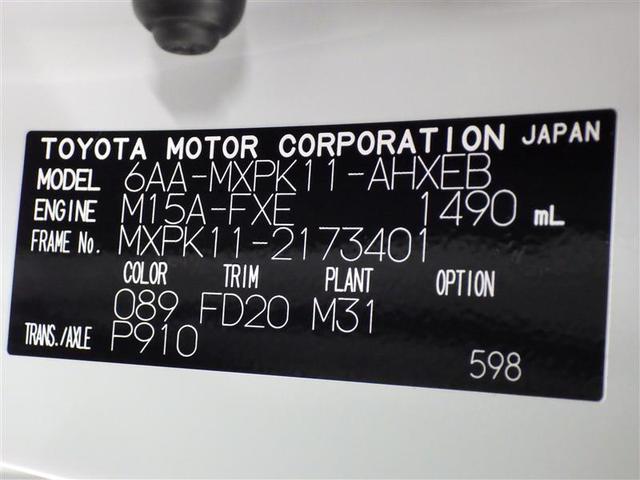 TOYOTA MOTOR CORPORATION JAPAN
MODEL 6AA-MXPK11-AHXEB
ENGINE M15A-FXE 1490 mL
FRAME No. MXPK11-2173401
COLOR TRIM PLANT OPTION
089 FD20 M31
TRANS./AXLE P910
598